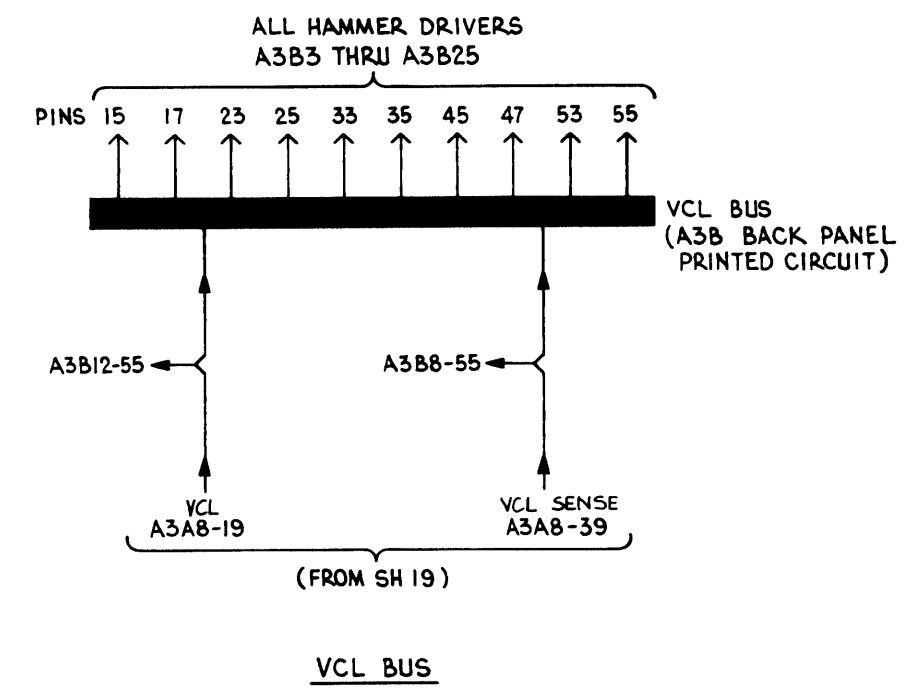 ALL HAMMER DRIVERS
A3B3 THRU A3B25
PINS 15 17 23 25 33 35 45 47 53 55
VCL BUS
(A3B BACK PANEL
PRINTED CIRCUIT)
A3B12-55
A3B8-55
VCL
A3A8-19
VCL SENSE
A3A8-39
(FROM SH 19)
VCL BUS